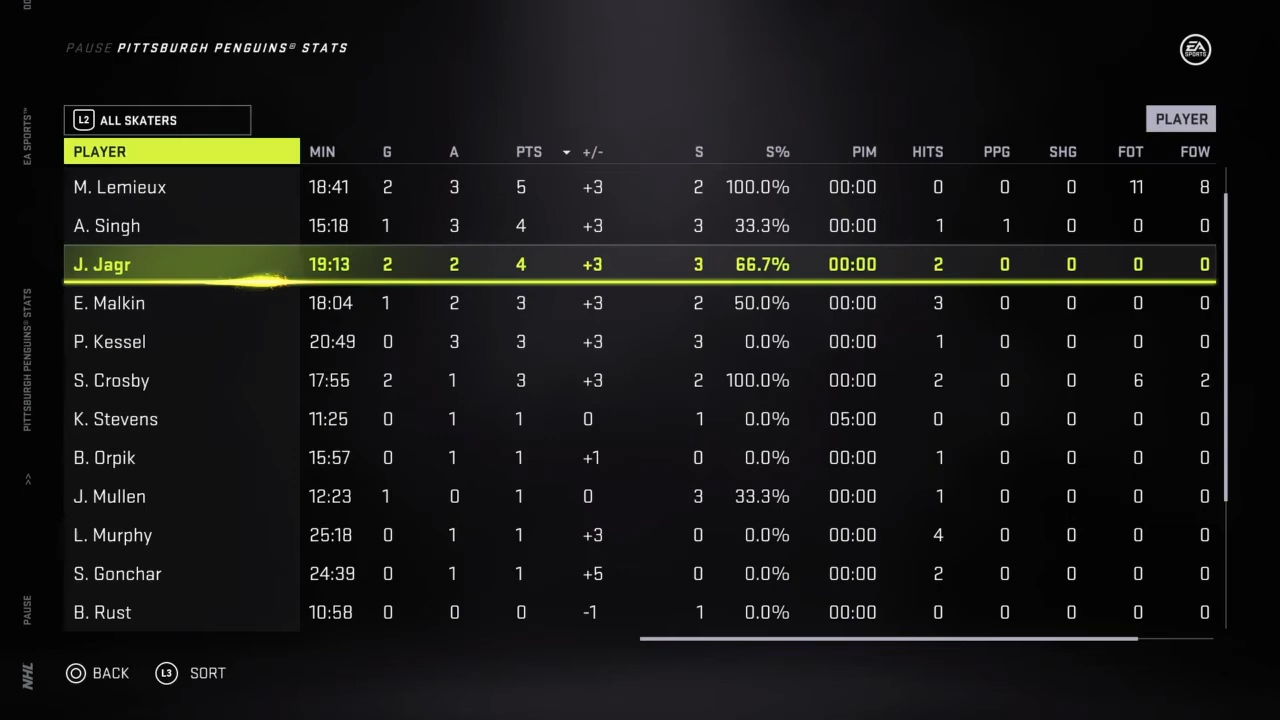 PAUSE PITTSBURGH PENGUINS® STATS
EA SPORTS
L2 ALL SKATERS
PLAYER
PLAYER MIN G A PTS +/- S S% PIM HITS PPG SHG FOT FOW
M. Lemieux 18:41 2 3 5 +3 2 100.0% 00:00 0 0 0 11 8
A. Singh 15:18 1 3 4 +3 3 33.3% 00:00 1 1 0 0 0
J. Jagr 19:13 2 2 4 +3 3 66.7% 00:00 2 0 0 0 0
E. Malkin 18:04 1 2 3 +3 2 50.0% 00:00 3 0 0 0 0
P. Kessel 20:49 0 3 3 +3 3 0.0% 00:00 1 0 0 0 0
S. Crosby 17:55 2 1 3 +3 2 100.0% 00:00 2 0 0 6 2
K. Stevens 11:25 0 1 1 0 1 0.0% 05:00 0 0 0 0 0
B. Orpik 15:57 0 1 1 +1 0 0.0% 00:00 1 0 0 0 0
J. Mullen 12:23 1 0 1 0 3 33.3% 00:00 1 0 0 0 0
L. Murphy 25:18 0 1 1 +3 0 0.0% 00:00 4 0 0 0 0
S. Gonchar 24:39 0 1 1 +5 0 0.0% 00:00 2 0 0 0 0
B. Rust 10:58 0 0 0 -1 1 0.0% 00:00 0 0 0 0 0
BACK L3 SORT
NHL PAUSE >> PITTSBURGH PENGUINS® STATS EA SPORTS™